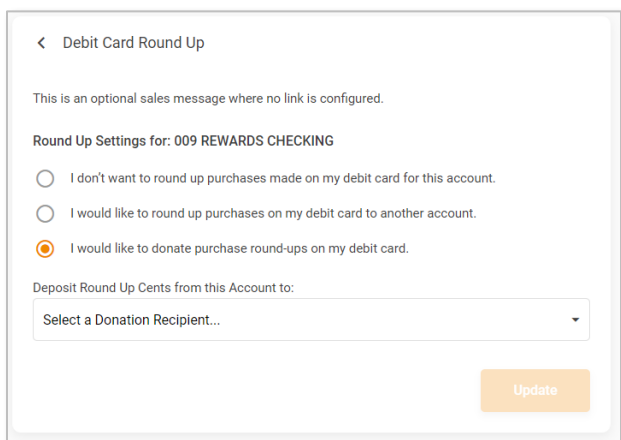 Debit Card Round Up
This is an optional sales message where no link is configured.
Round Up Settings for: 009 REWARDS CHECKING
I don't want to round up purchases made on my debit card for this account.
I would like to round up purchases on my debit card to another account.
I would like to donate purchase round-ups on my debit card.
Deposit Round Up Cents from this Account to:
Select a Donation Recipient...
Update